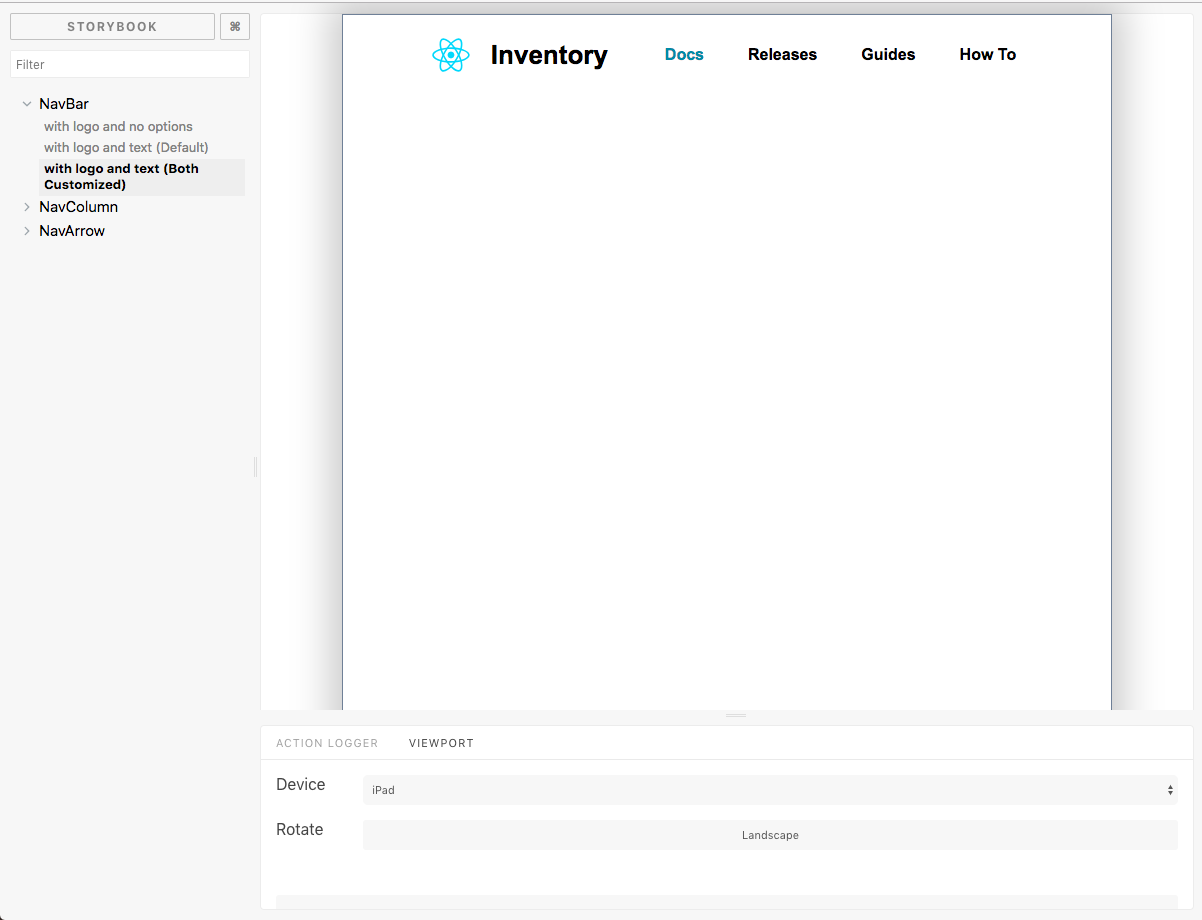 STORYBOOK
⌘
Filter
NavBar
with logo and no options
with logo and text (Default)
with logo and text (Both
Customized)
NavColumn
NavArrow
Inventory
Docs
Releases
Guides
How To
ACTION LOGGER
VIEWPORT
Device
iPad
Rotate
Landscape